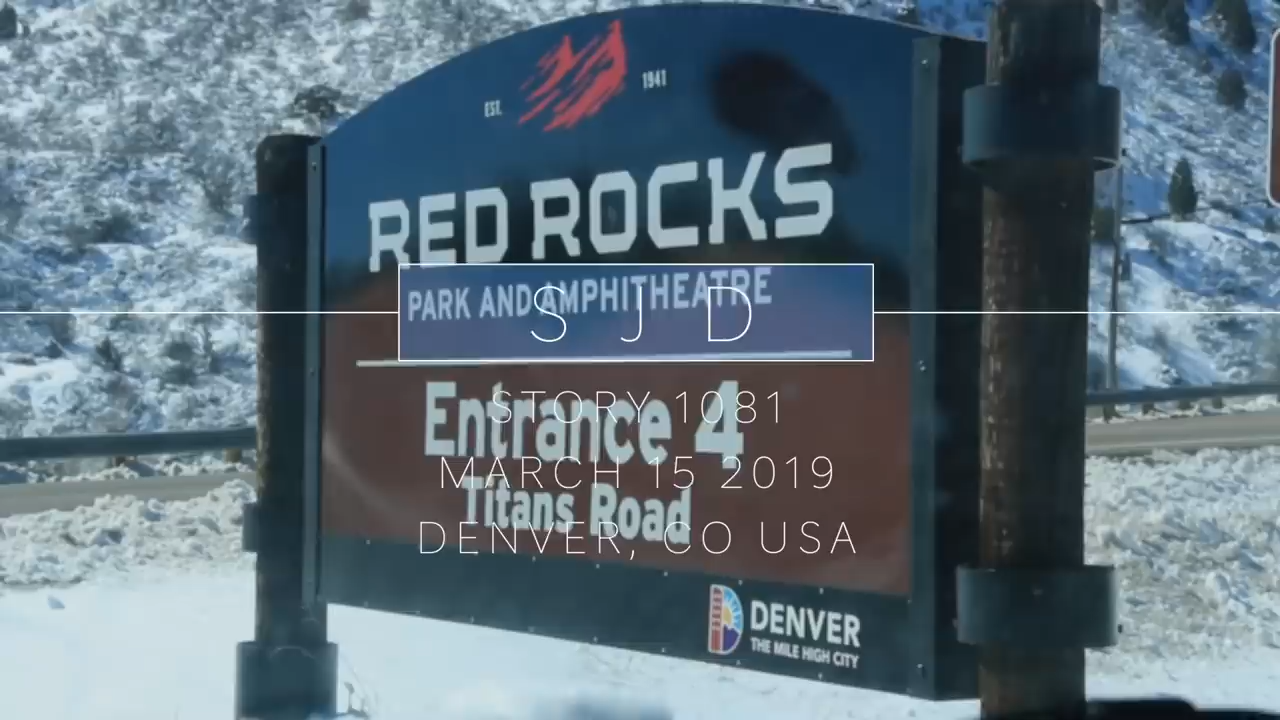 EST. 1941
RED ROCKS
PARK AND AMPHITHEATRE
S J D
Entrance 4
STORY 1081
MARCH 15 2019
Titans Road
DENVER, CO USA
DENVER
THE MILE HIGH CITY